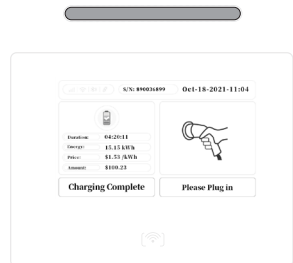 S/N: 890036899
Oct-18-2021-11:04
Duration: 04:20:11
Energy: 15.15 kWh
Price: $1.53 /kWh
Amount: $100.23
Charging Complete
Please Plug in